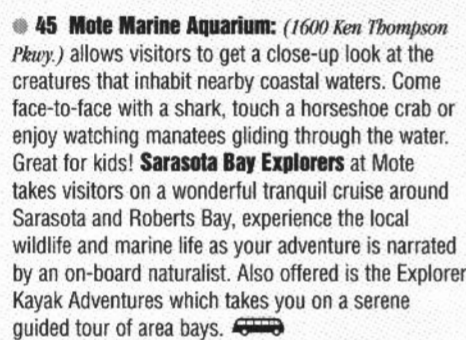 45 Mote Marine Aquarium: (1600 Ken Thompson
Pkwy.) allows visitors to get a close-up look at the
creatures that inhabit nearby coastal waters. Come
face-to-face with a shark, touch a horseshoe crab or
enjoy watching manatees gliding through the water.
Great for kids! Sarasota Bay Explorers at Mote
takes visitors on a wonderful tranquil cruise around
Sarasota and Roberts Bay, experience the local
wildlife and marine life as your adventure is narrated
by an on-board naturalist. Also offered is the Explorer
Kayak Adventures which takes you on a serene
guided tour of area bays.